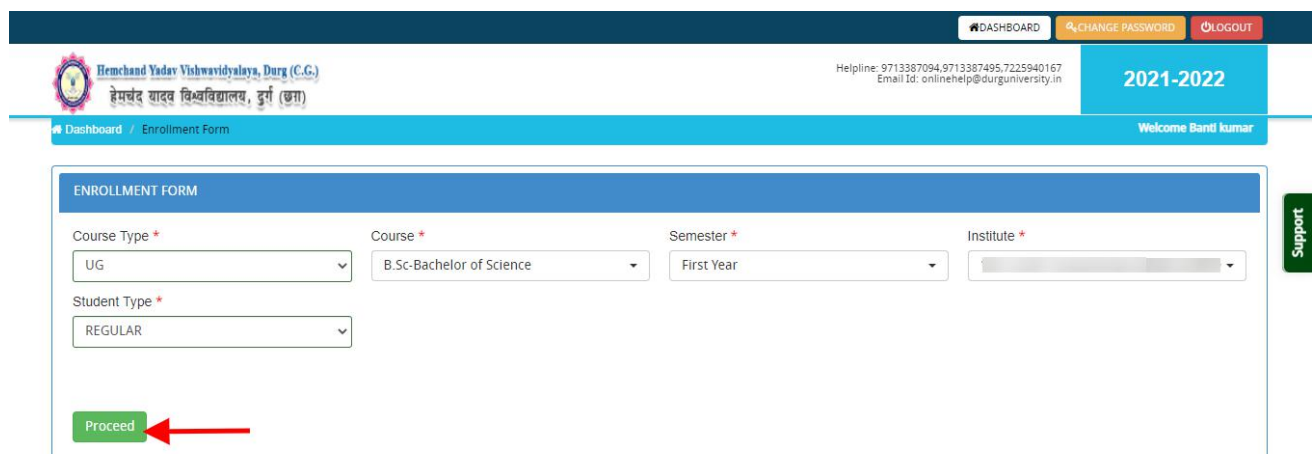 DASHBOARD
CHANGE PASSWORD
LOGOUT
Hemchand Yadav Vishwavidyalaya, Durg (C.G.)
हेमचंद यादव विश्वविद्यालय, दुर्ग (छग)
Helpline: 9713387094,9713387495,7225940167
Email Id: onlinehelp@durguniversity.in
2021-2022
Dashboard / Enrollment Form
Welcome Banti kumar
ENROLLMENT FORM
Course Type *
UG
Course *
B.Sc-Bachelor of Science
Semester *
First Year
Institute *
Student Type *
REGULAR
Proceed
Support